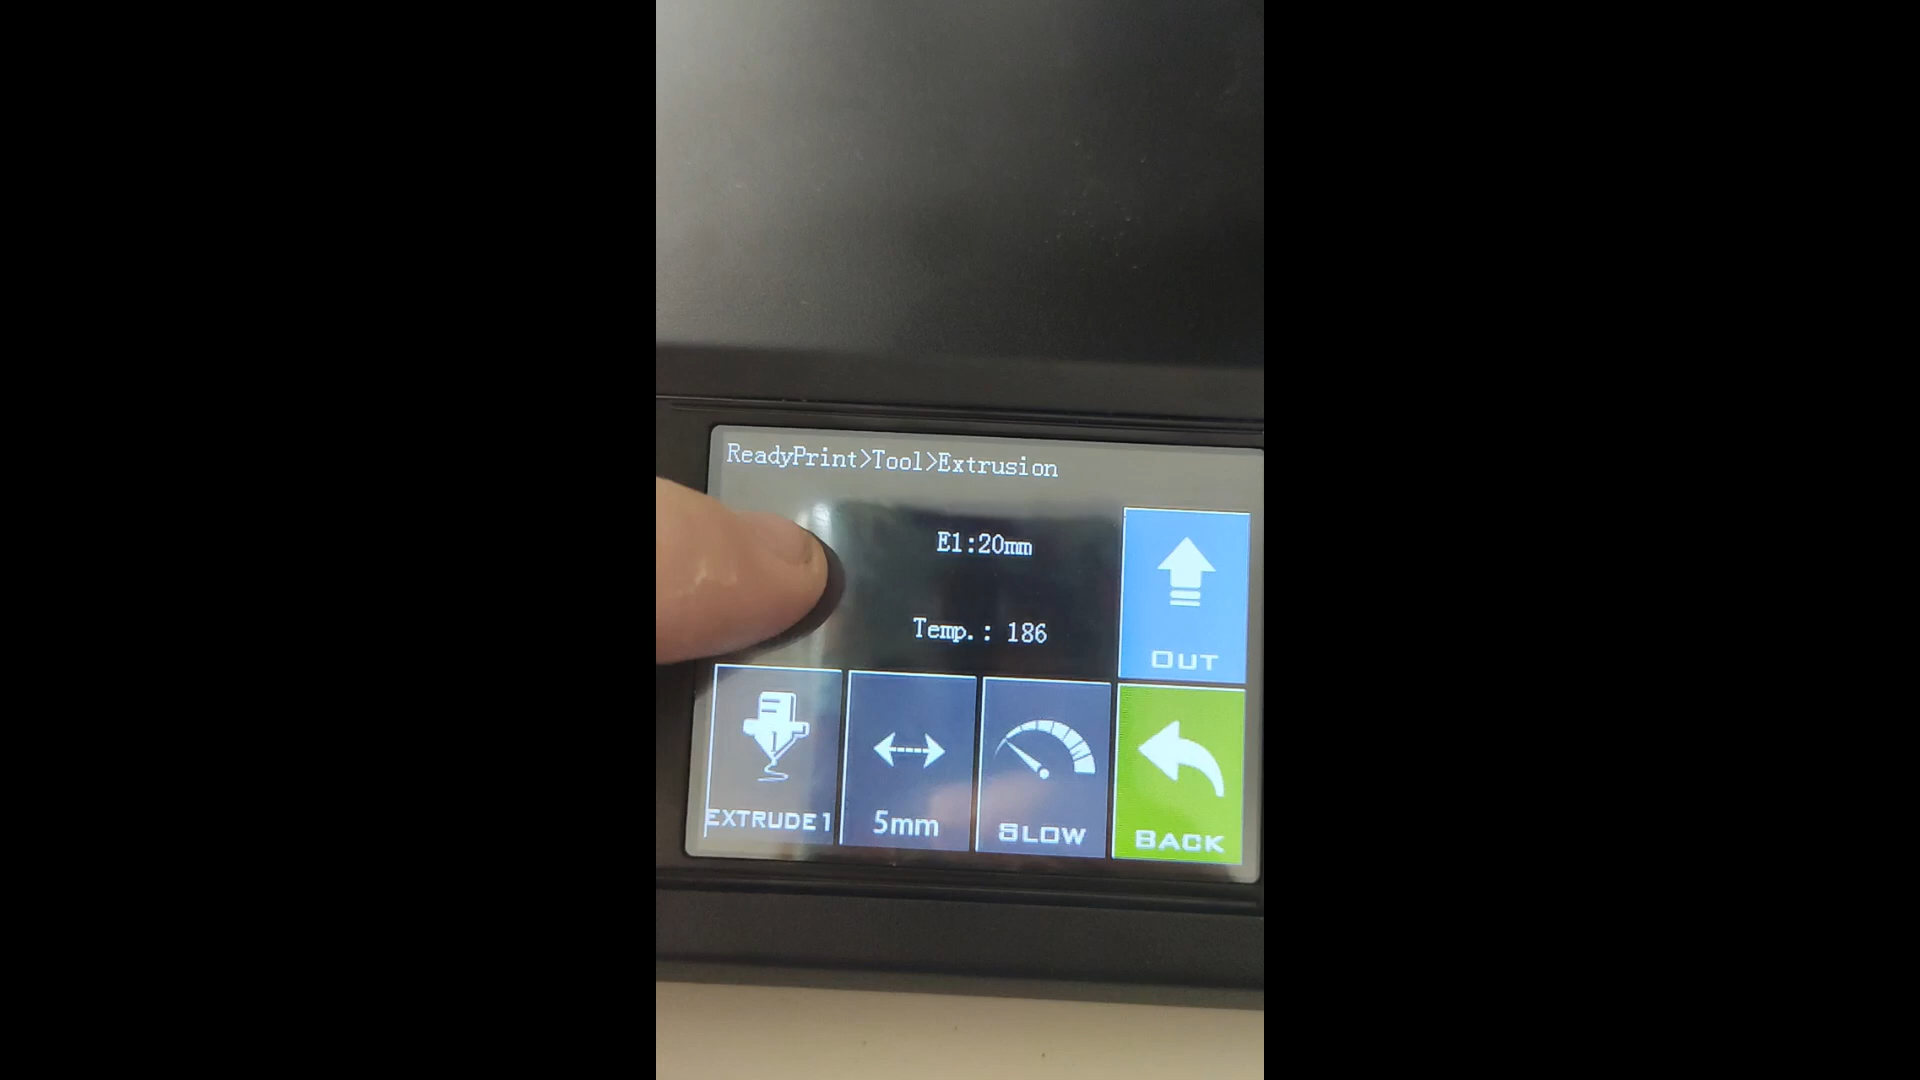 ReadyPrint>Tool>Extrusion
E1:20mm
Temp.: 186
OUT
EXTRUDE1
5mm
SLOW
BACK